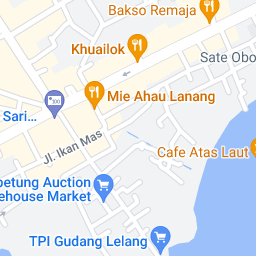 Bakso Remaja
Khuailok
Sate Obo
Mie Ahau Lanang
Sari...
Jl. Ikan Mas
Cafe Atas Laut
petung Auction
ehouse Market
TPI Gudang Lelang